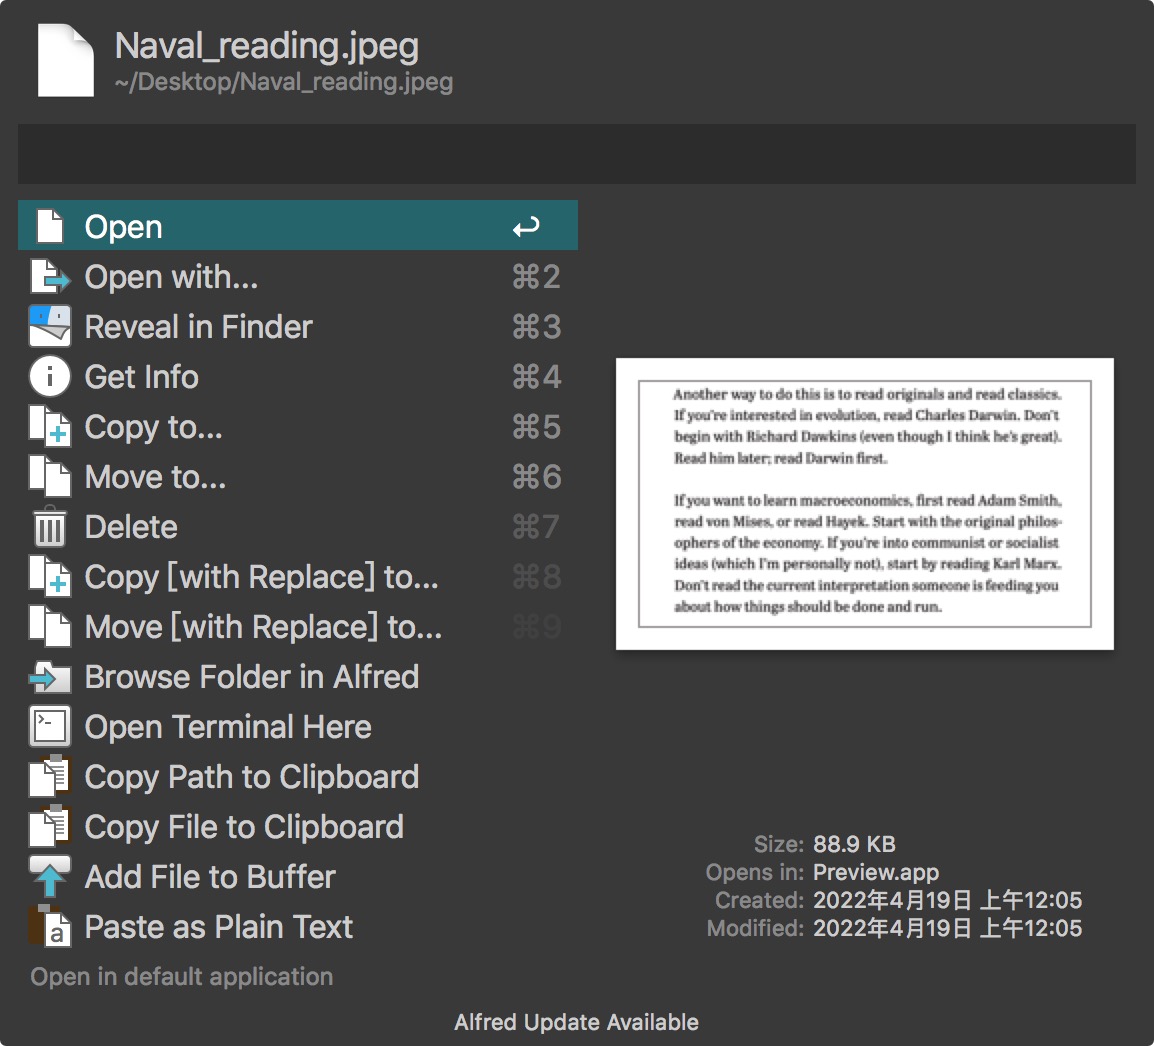 Naval_reading.jpeg
~/Desktop/Naval_reading.jpeg
Open
Open with... ⌘2
Reveal in Finder ⌘3
Get Info ⌘4
Copy to... ⌘5
Move to... ⌘6
Delete ⌘7
Copy [with Replace] to... ⌘8
Move [with Replace] to... ⌘9
Browse Folder in Alfred
Open Terminal Here
Copy Path to Clipboard
Copy File to Clipboard
Add File to Buffer
a Paste as Plain Text
Open in default application
Another way to do this is to read originals and read classics.
If you're interested in evolution, read Charles Darwin. Don't
begin with Richard Dawkins (even though I think he's great).
Read him later; read Darwin first.
If you want to learn macroeconomics, first read Adam Smith,
read von Mises, or read Hayek. Start with the original philos-
ophers of the economy. If you're into communist or socialist
ideas (which I'm personally not), start by reading Karl Marx.
Don't read the current interpretation someone is feeding you
about how things should be done and run.
Size: 88.9 KB
Opens in: Preview.app
Created: 2022年4月19日 上午12:05
Modified: 2022年4月19日 上午12:05
Alfred Update Available